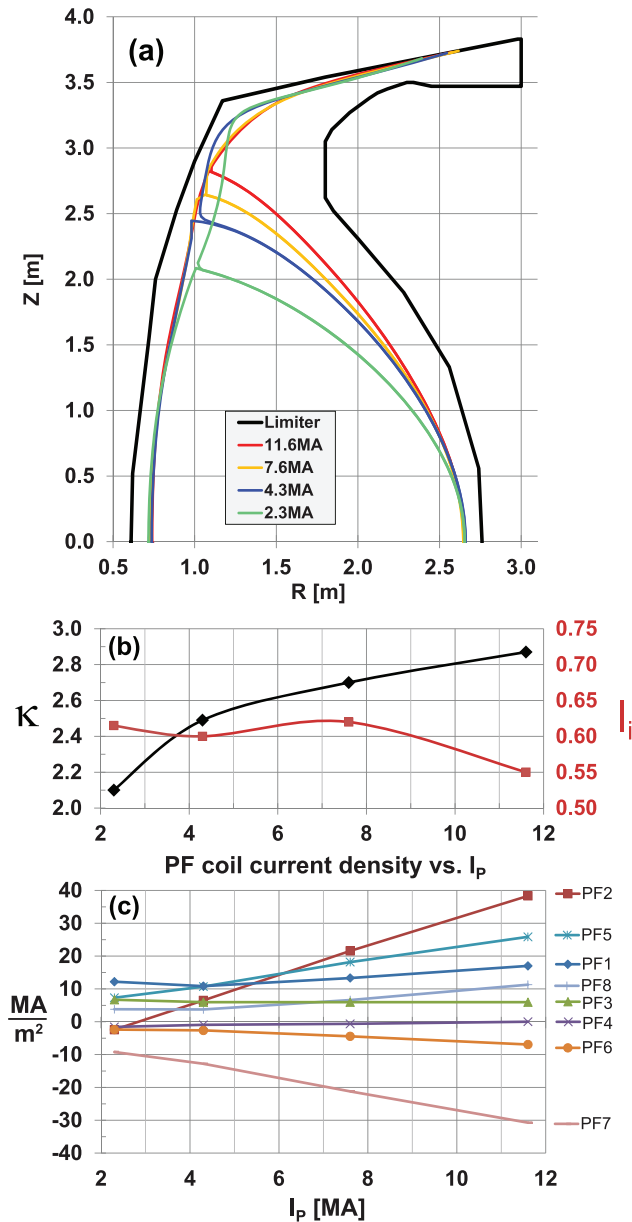 (a)
4.0
3.5
3.0
2.5
2.0
1.5
1.0
0.5
0.0
Z [m]
Limiter
11.6MA
7.6MA
4.3MA
2.3MA
0.5 1.0 1.5 2.0 2.5 3.0
R [m]
(b)
3.0
2.8
2.6
2.4
2.2
2.0
κ
0.75
0.70
0.65
0.60
0.55
0.50
l_i
2 4 6 8 10 12
PF coil current density vs. I_P
(c)
40
30
20
10
0
-10
-20
-30
-40
MA
m²
PF2
PF5
PF1
PF8
PF3
PF4
PF6
PF7
2 4 6 8 10 12
I_P [MA]